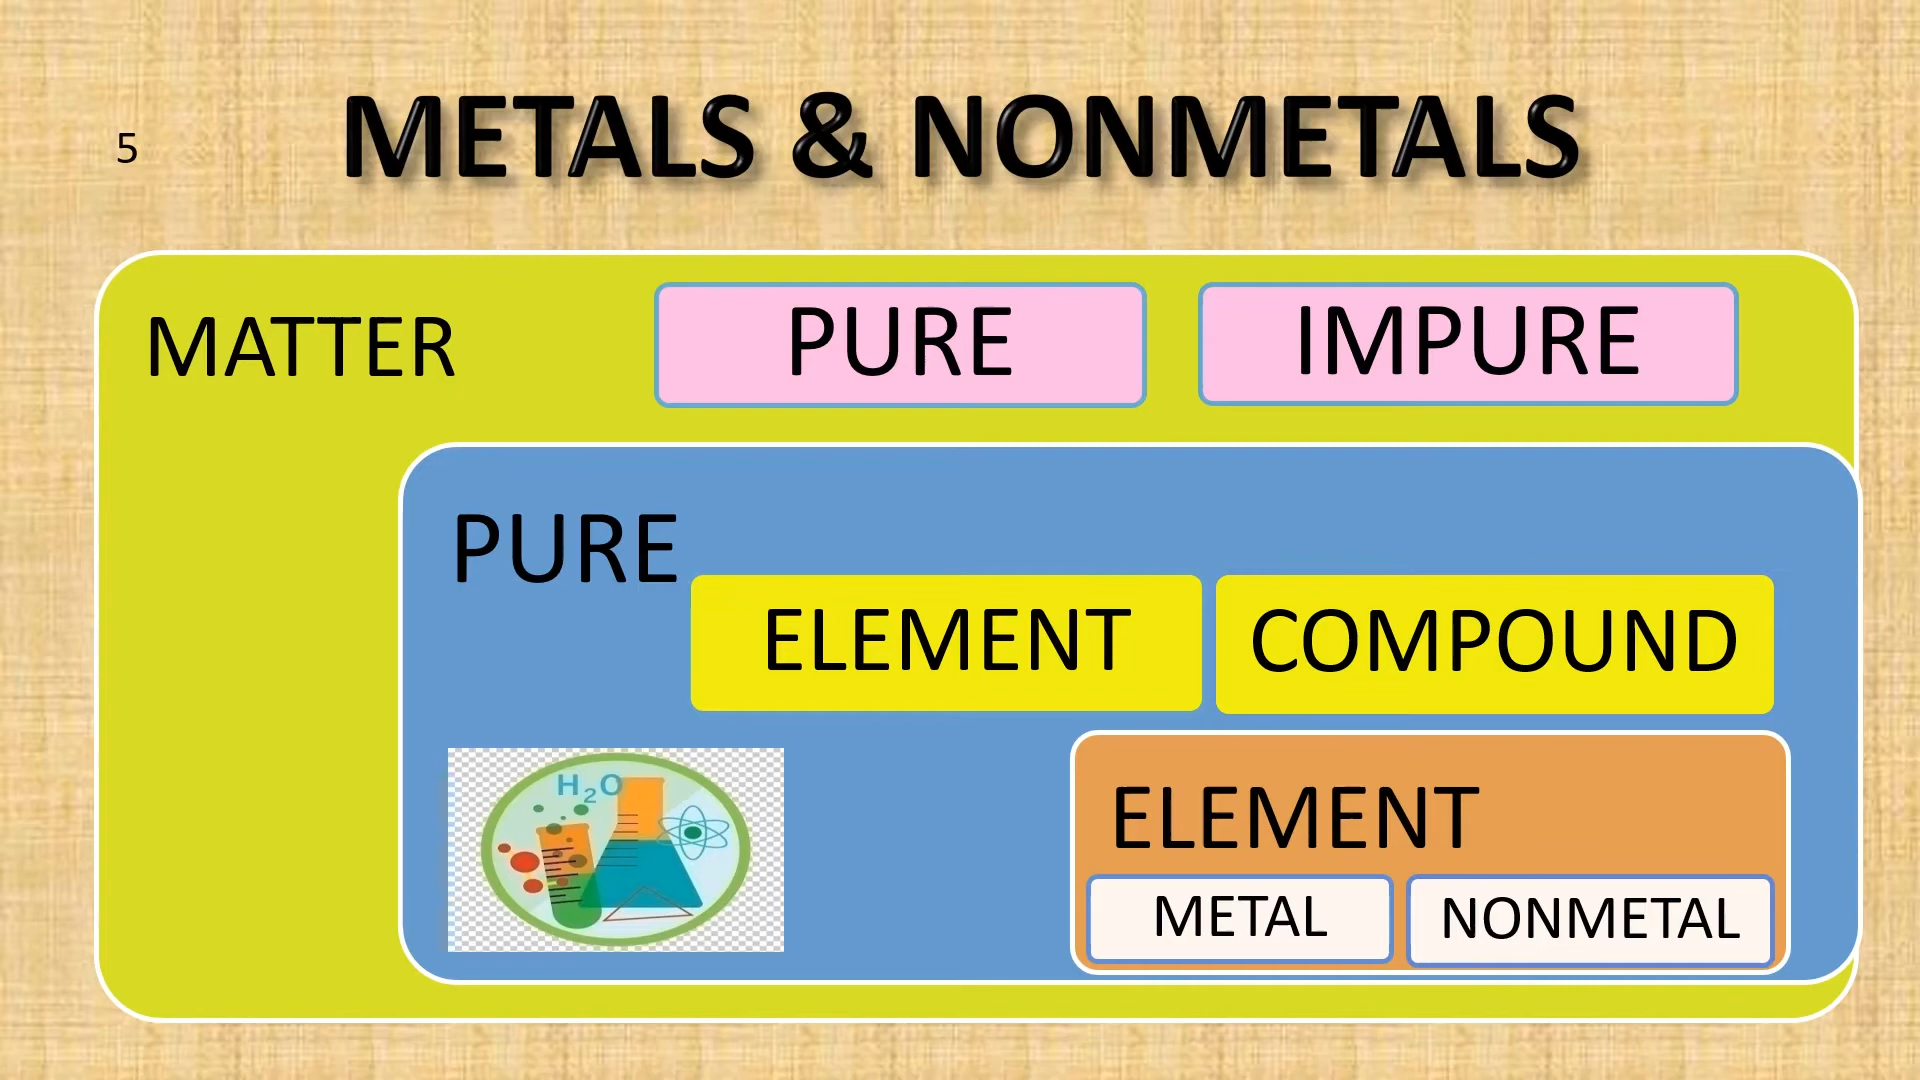 5
METALS & NONMETALS
MATTER
PURE
IMPURE
PURE
ELEMENT
COMPOUND
H₂O
ELEMENT
METAL
NONMETAL